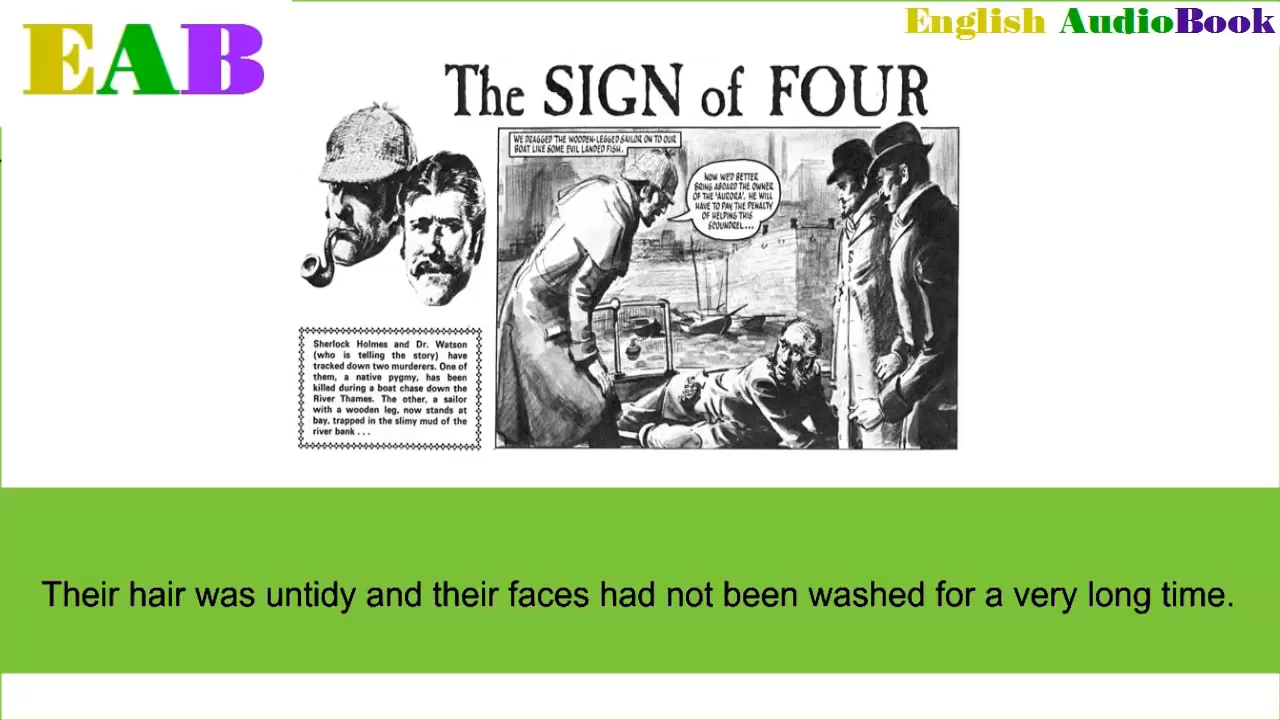 EAB
English AudioBook
The SIGN of FOUR
WE DRAGGED THE WOODEN-LEGGED SAILOR ON TO OUR
BOAT LIKE SOME EVIL LANDED FISH.
NOW WE'D BETTER
BRING ABOARD THE OWNER
OF THE 'AURORA'. HE WILL
HAVE TO PAY THE PENALTY
OF HELPING THIS
SCOUNDREL...
Sherlock Holmes and Dr. Watson
(who is telling the story) have
tracked down two murderers. One of
them, a native pygmy, has been
killed during a boat chase down the
River Thames. The other, a sailor
with a wooden leg, now stands at
bay, trapped in the slimy mud of the
river bank . . .
Their hair was untidy and their faces had not been washed for a very long time.